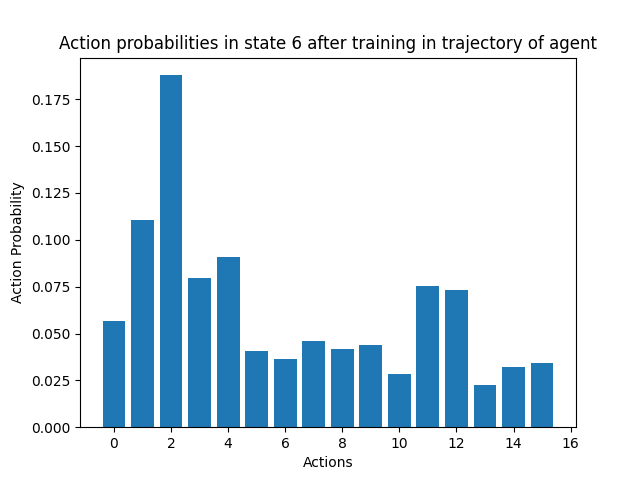 Action probabilities in state 6 after training in trajectory of agent
Action Probability
0.175
0.150
0.125
0.100
0.075
0.050
0.025
0.000
0 2 4 6 8 10 12 14 16
Actions